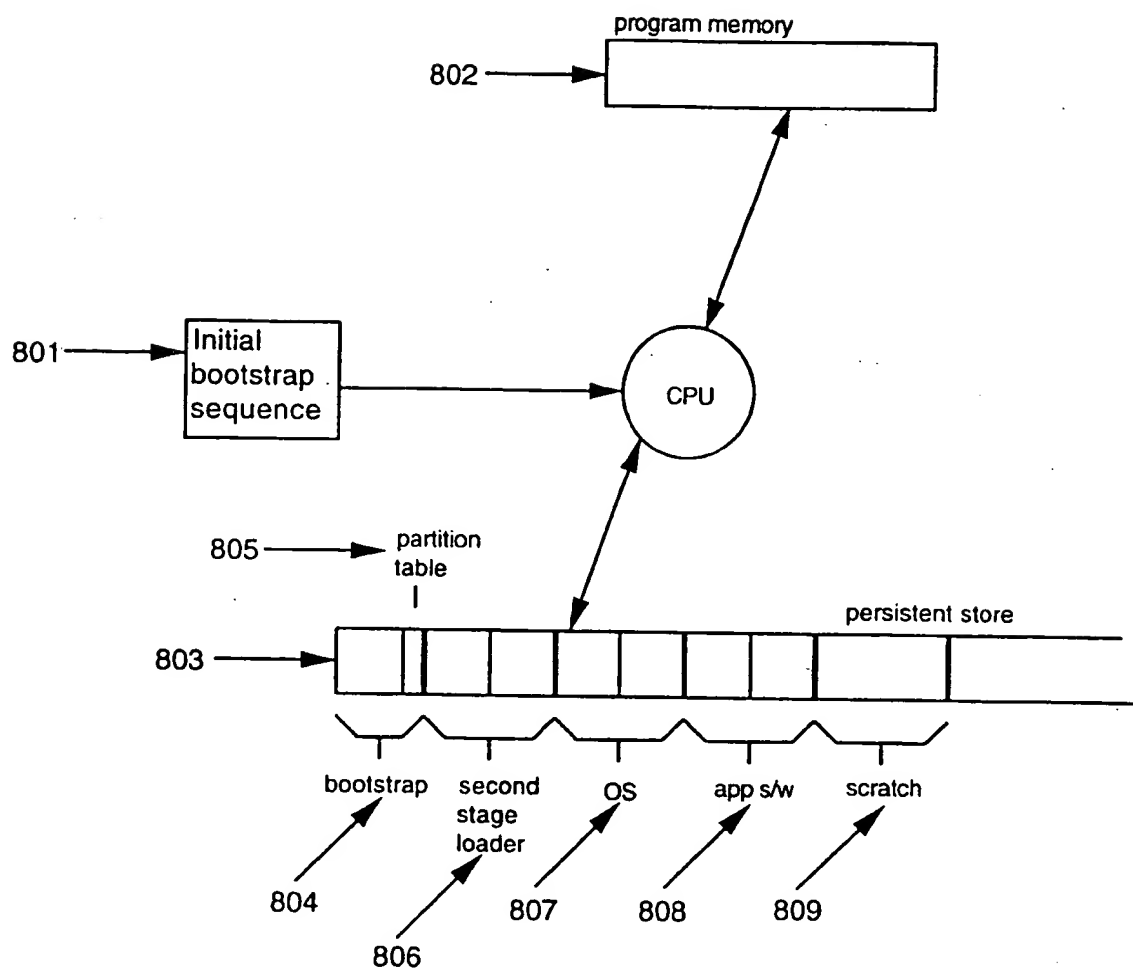 program memory
802
801
Initial
bootstrap
sequence
CPU
805
partition
table
persistent store
803
bootstrap
second
stage
loader
OS
app s/w
scratch
804
806
807
808
809